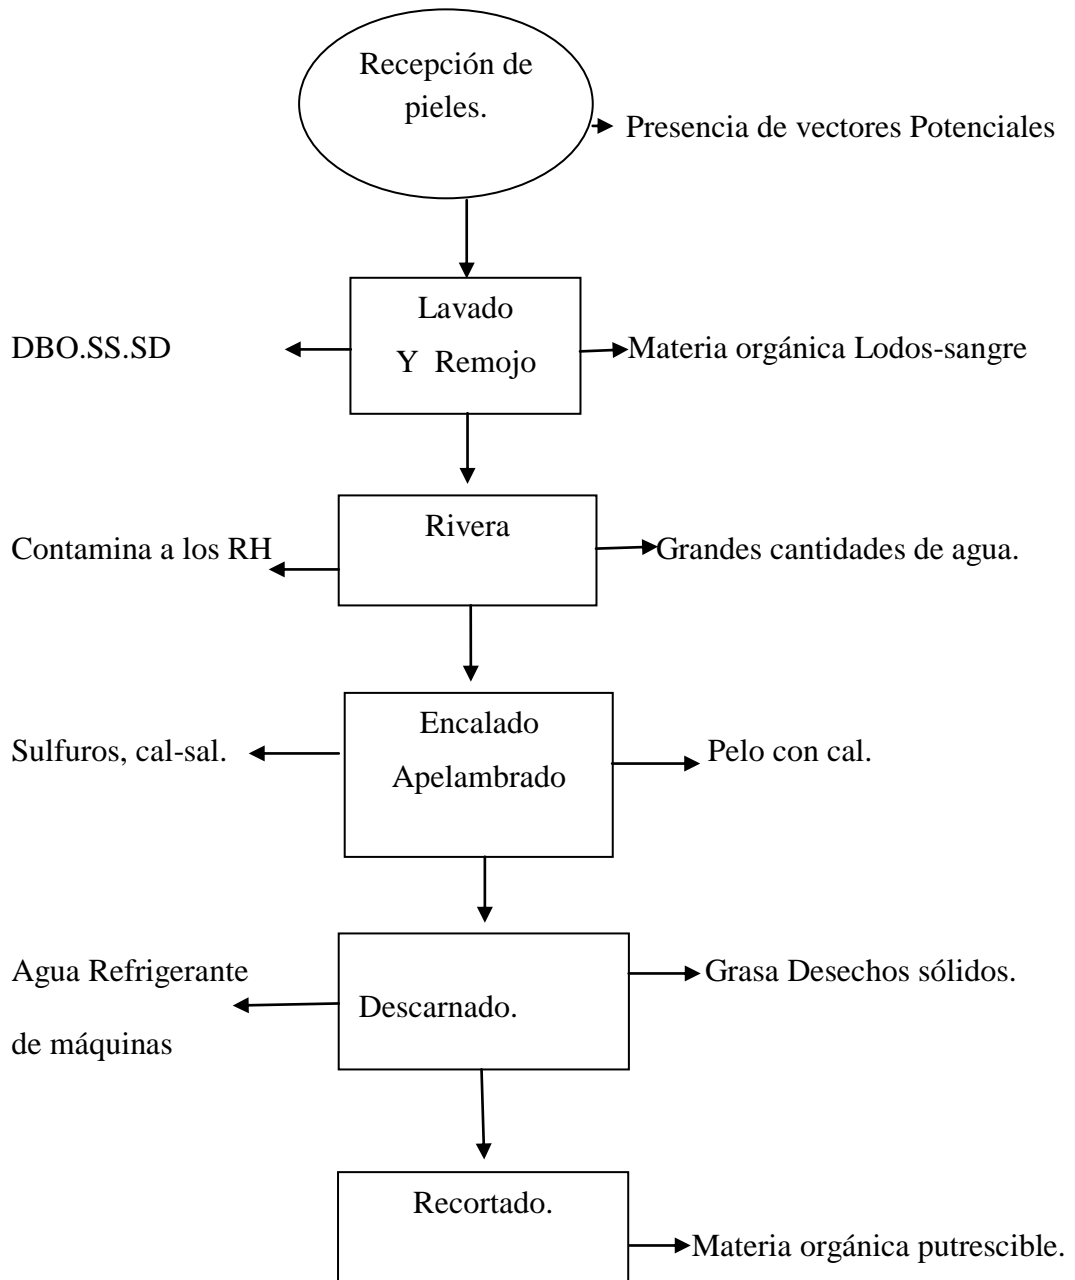 Recepción de
pieles.
Presencia de vectores Potenciales
Lavado
Y Remojo
DBO.SS.SD
Materia orgánica Lodos-sangre
Rivera
Contamina a los RH
Grandes cantidades de agua.
Encalado
Apelambrado
Sulfuros, cal-sal.
Pelo con cal.
Agua Refrigerante
de máquinas
Descarnado.
Grasa Desechos sólidos.
Recortado.
Materia orgánica putrescible.